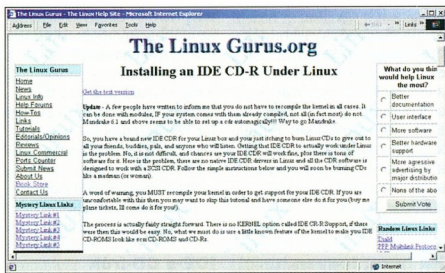 The Linux Gurus - The Linux Help Site - Microsoft Internet Explorer
Address File Edit View Favorites Tools Help
Links
The Linux Gurus.org
The Linux Gurus
Home
News
Linux Info
Help Forums
How-Tos
Links
Tutorials
Editorials/Opinions
Reviews
Linux Commercial
Ports Counter
Submit News
About Us
Book Store
Contact Us
Mystery Linux Links
Mystery Link #1
Mystery Link #2
Mystery Link #3
Mystery Link #4
Installing an IDE CD-R Under Linux
Get the text version
Update - A few people have written to inform me that you do not have to recompile the kernel in all cases. It
can be done with modules, IF your system comes with them already compiled, not all (in fact most) do not.
Mandrake 6.1 and above seems to be able to set up a cdr automagically!!! Way to go Mandrake
So, you have a brand new IDE CDR for your Linux box and your just itching to burn Linux CDs to give out to
all your friends, buddies, pals, and anyone who will listen. Getting that IDE CDR to actually work under Linux
is the problem. No, it is not difficult, and chances are your CDR will work fine, plus there is tons of
software for it. Here is the problem, there are no native IDE CDR drivers in Linux and all the CDR software is
designed to work with a SCSI CDR. Follow the simple instructions below and you will soon be burning CDs
like a madman (or woman).
A word of warning, you MUST recompile your kernel in order to get support for your IDE CDR. If you are
uncomfortable with this then you may want to skip this tutorial and have someone else do it for you (buy me
plane tickets, Ill come do it for you!).
The process is actually fairly straight forward. There is no KERNEL option called IDE CR-R Support, if there
were then this would be easy. No, what we must do is use a little known feature of the kernel to make you IDE
CD-ROMS look like scsi CD-ROMS and CD-Rs.
What do you thin
would help Linux
the most?
Better
documentation
User interface
More software
Better hardware
support
More agressive
advertising by
major distributio
None of the abo
Submit Vote
Random Linux Links
PPP Multilink Protoco
Internet